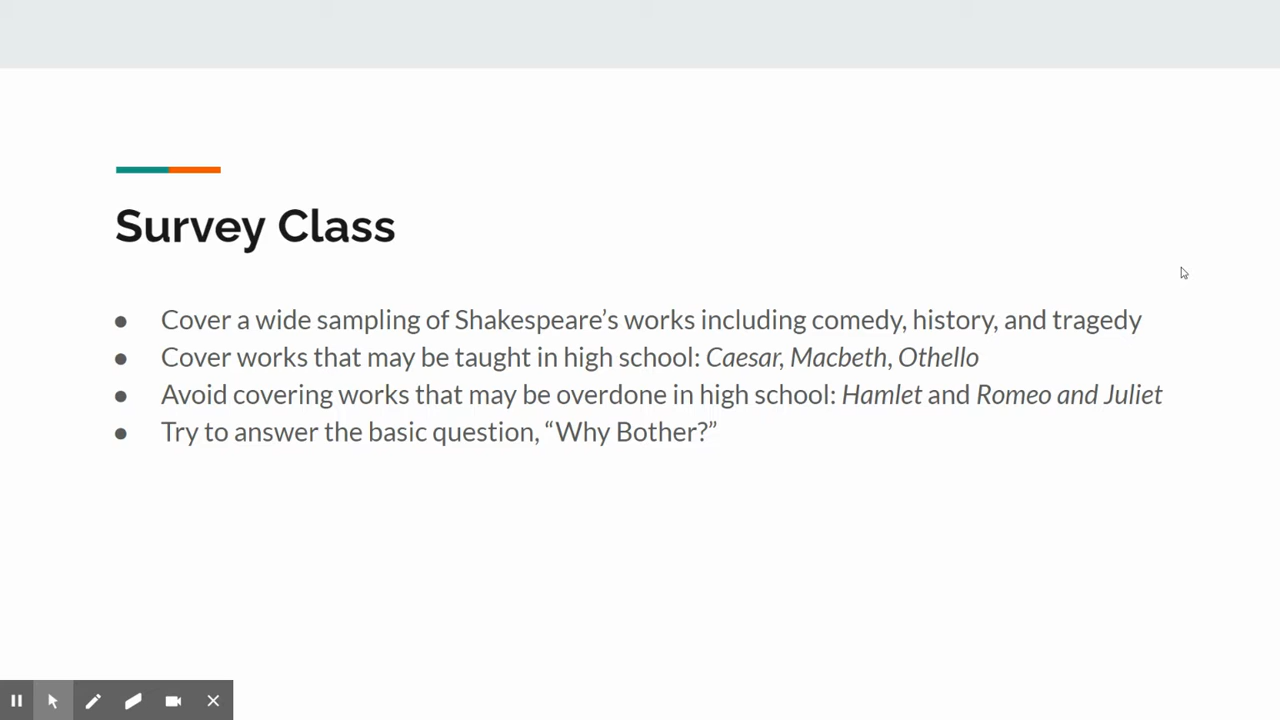 Survey Class
● Cover a wide sampling of Shakespeare’s works including comedy, history, and tragedy
● Cover works that may be taught in high school: Caesar, Macbeth, Othello
● Avoid covering works that may be overdone in high school: Hamlet and Romeo and Juliet
● Try to answer the basic question, “Why Bother?”